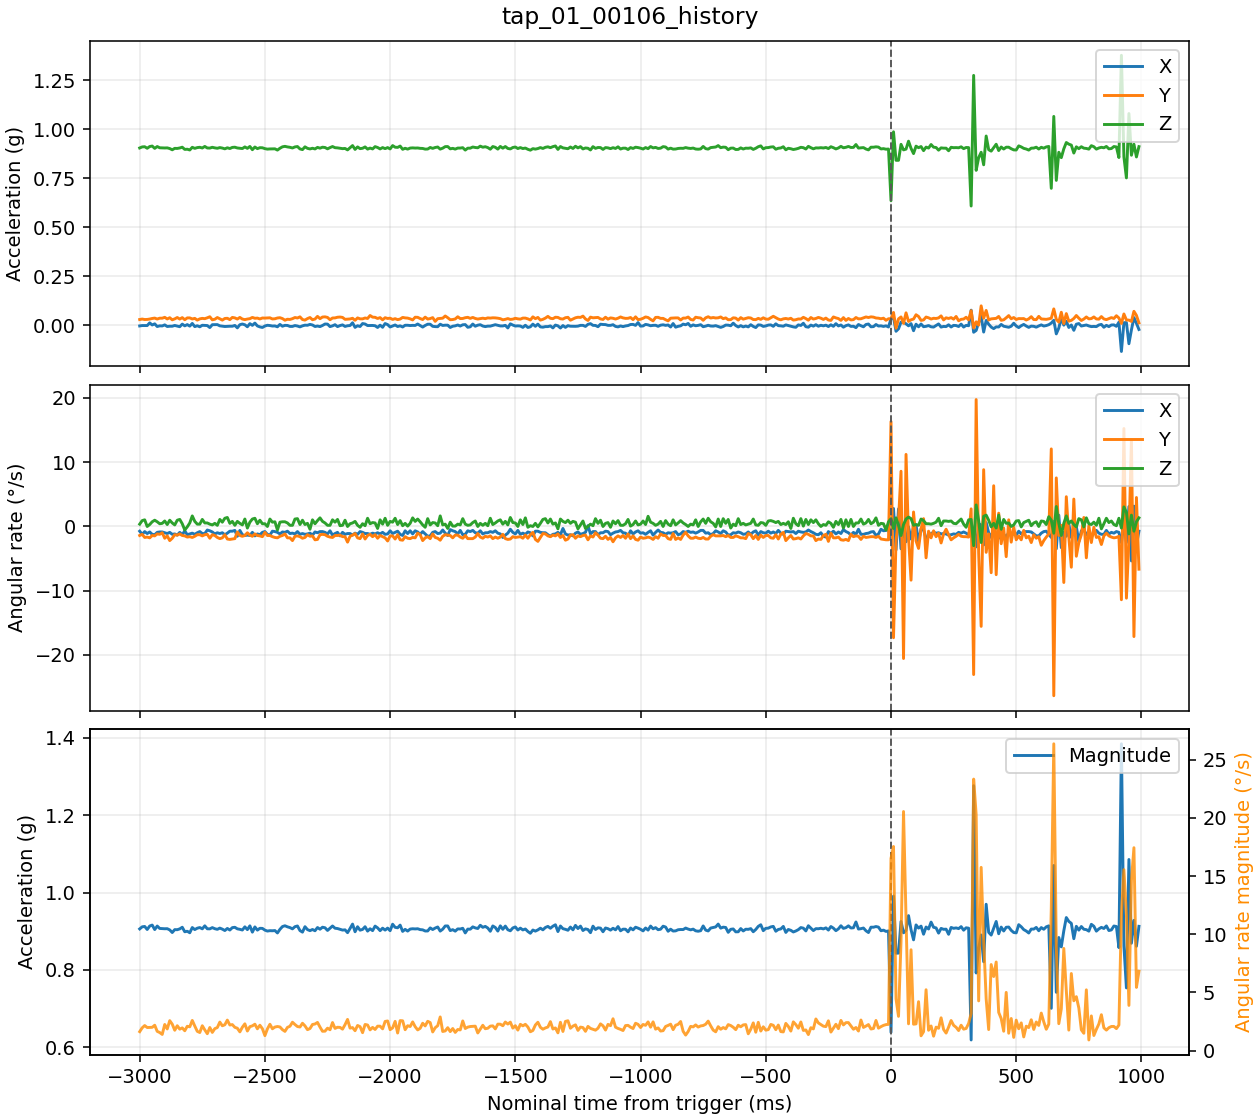 tap_01_00106_history
1.25
1.00
0.75
0.50
0.25
0.00
Acceleration (g)
X
Y
Z
20
10
0
−10
−20
Angular rate (°/s)
X
Y
Z
1.4
1.2
1.0
0.8
0.6
Acceleration (g)
Magnitude
25
20
15
10
5
0
Angular rate magnitude (°/s)
−3000 −2500 −2000 −1500 −1000 −500 0 500 1000
Nominal time from trigger (ms)